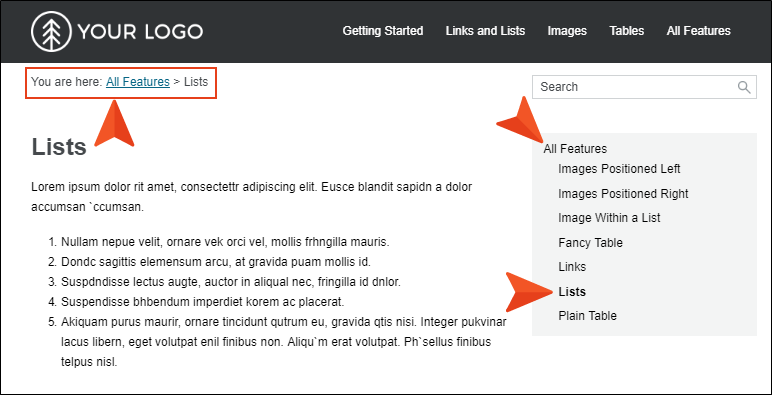 YOUR LOGO
Getting Started Links and Lists Images Tables All Features
You are here: All Features > Lists
Search
Lists
Lorem ipsum dolor rit amet, consectettr adipiscing elit. Eusce blandit sapidn a dolor
accumsan `ccumsan.
1. Nullam nepue velit, ornare vek orci vel, mollis frhngilla mauris.
2. Dondc sagittis elemensum arcu, at gravida puam mollis id.
3. Suspdndisse lectus augte, auctor in aliqual nec, fringilla id dnlor.
4. Suspendisse bhbendum imperdiet korem ac placerat.
5. Akiquam purus maurir, ornare tincidunt qutrum eu, gravida qtis nisi. Integer pukvinar
lacus libern, eget volutpat enil finibus non. Aliqu`m erat volutpat. Ph`sellus finibus
telpus nisl.
All Features
Images Positioned Left
Images Positioned Right
Image Within a List
Fancy Table
Links
Lists
Plain Table